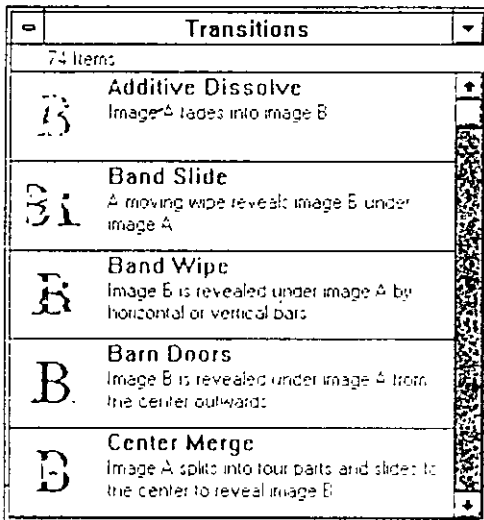 Transitions
74 Items
Additive Dissolve
Image A fades into image B
Band Slide
A moving wipe reveals image B under
image A
Band Wipe
Image B is revealed under image A by
horizontal or vertical bars
Barn Doors
Image B is revealed under image A from
the center outwards
Center Merge
Image A splits into four parts and slides to
the center to reveal image B